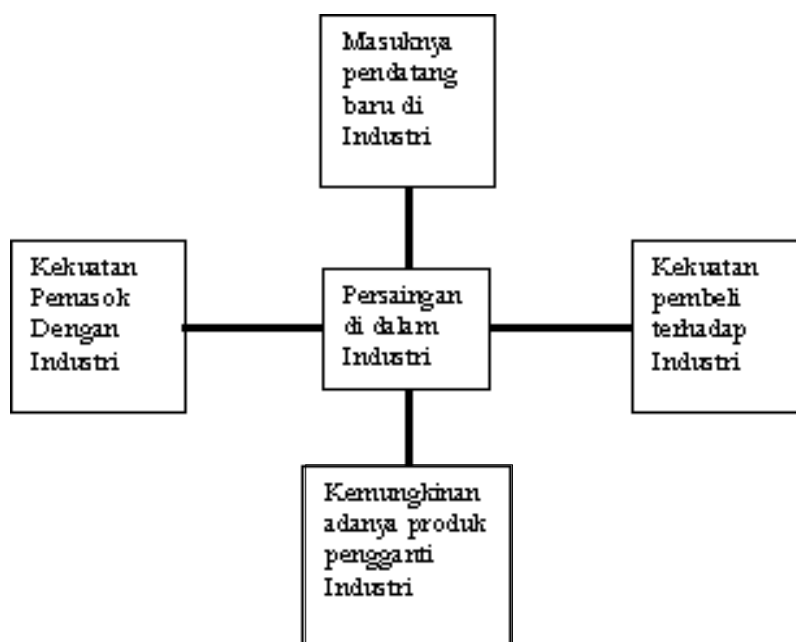 Masuknya
pendatang
baru di
Industri
Kekuatan
Pemasok
Dengan
Industri
Persaingan
di dalam
Industri
Kekuatan
pembeli
terhadap
Industri
Kemungkinan
adanya produk
pengganti
Industri